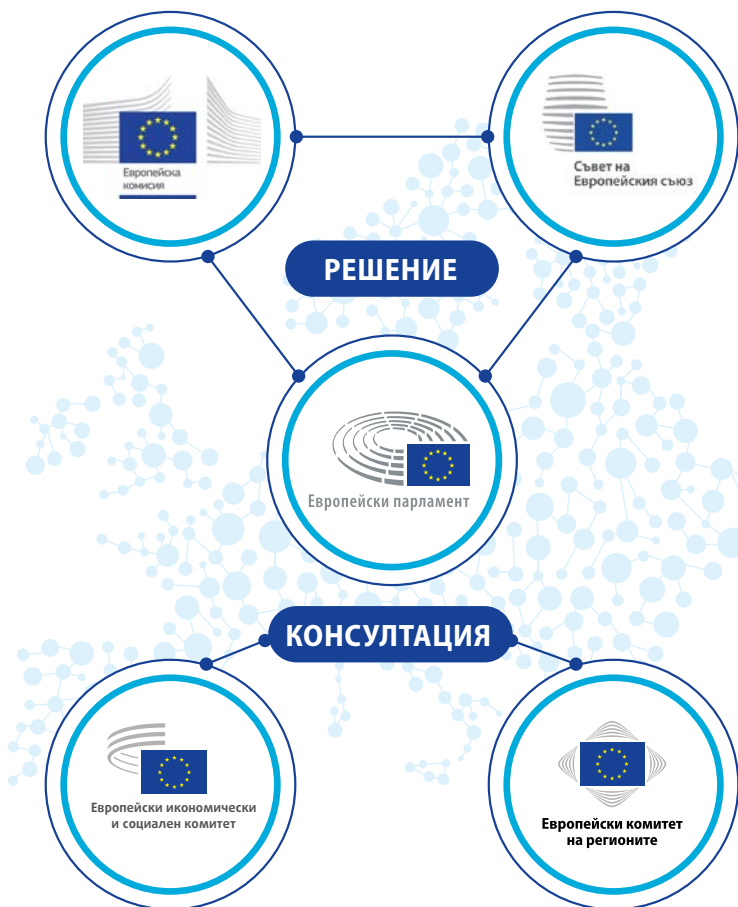 Европейска
комисия
Съвет на
Европейския съюз
РЕШЕНИЕ
Европейски парламент
КОНСУЛТАЦИЯ
Европейски икономически
и социален комитет
Европейски комитет
на регионите